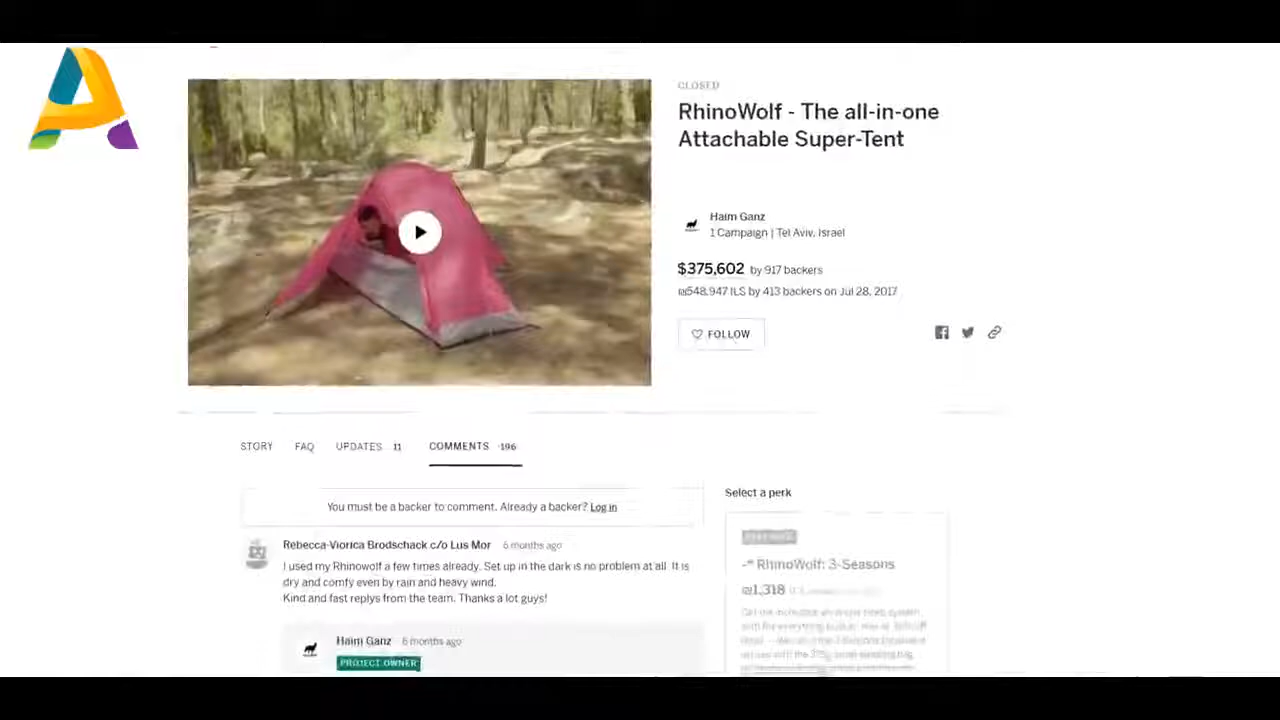 CLOSED
RhinoWolf - The all-in-one
Attachable Super-Tent
Haim Ganz
1 Campaign | Tel Aviv, Israel
$375,602 by 917 backers
₪548,947 ILS by 413 backers on Jul 28, 2017
FOLLOW
STORY FAQ UPDATES 11 COMMENTS 196
You must be a backer to comment. Already a backer? Log in
Select a perk
Rebecca-Viorica Brodschack c/o Lus Mor 6 months ago
I used my Rhinowolf a few times already. Set up in the dark is no problem at all. It is
dry and comfy even by rain and heavy wind.
Kind and fast replys from the team. Thanks a lot guys!
RhinoWolf: 3-Seasons
₪1,318
Haim Ganz 6 months ago
PROJECT OWNER